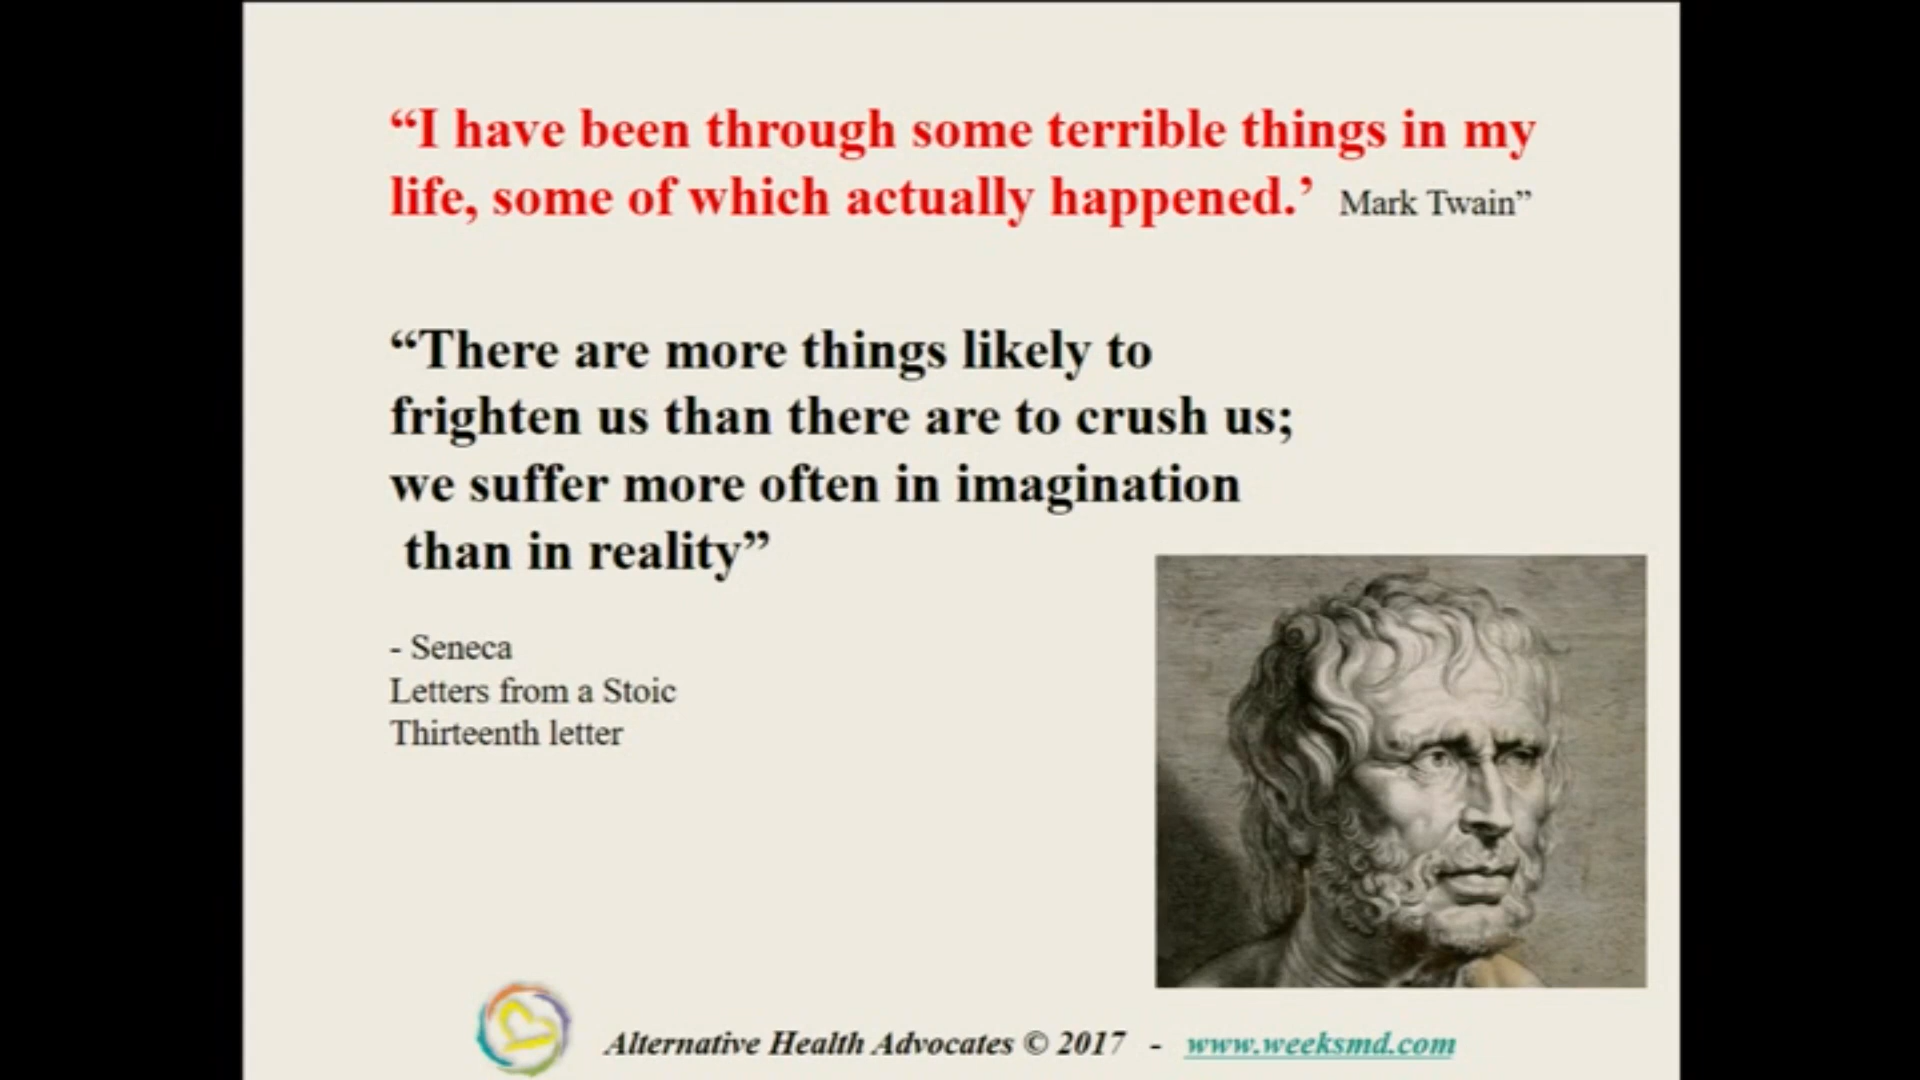 “I have been through some terrible things in my
life, some of which actually happened.’ Mark Twain”
“There are more things likely to
frighten us than there are to crush us;
we suffer more often in imagination
than in reality”
- Seneca
Letters from a Stoic
Thirteenth letter
Alternative Health Advocates © 2017 - www.weeksmd.com